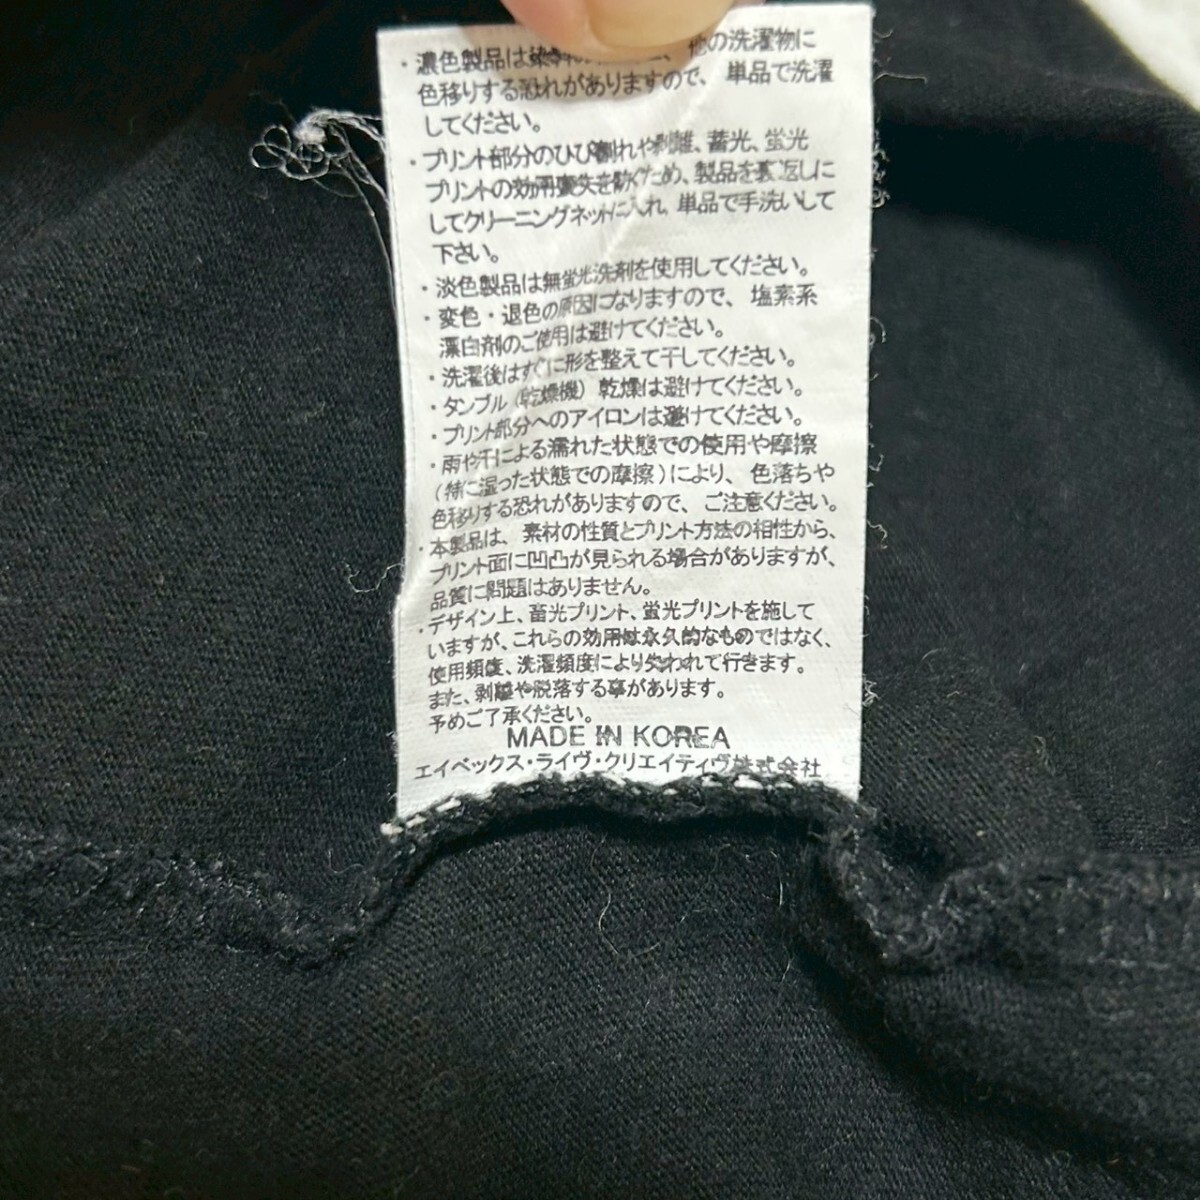 ・濃色製品は染料の 他の洗濯物に
色移りする恐れがありますので、単品で洗濯
してください。
・プリント部分のひび割れや剥離、蓄光、蛍光
プリントの効用喪失を防ぐため、製品を裏返しに
してクリーニングネットに入れ、単品で手洗いして
下さい。
・淡色製品は無蛍光洗剤を使用してください。
・変色・退色の原因になりますので、塩素系
漂白剤のご使用は避けてください。
・洗濯後はすぐに形を整えて干してください。
・タンブル（乾燥機）乾燥は避けてください。
・プリント部分へのアイロンは避けてください。
・雨や汗による濡れた状態での使用や摩擦
（特に湿った状態での摩擦）により、色落ちや
色移りする恐れがありますので、ご注意ください。
・本製品は、素材の性質とプリント方法の相性から、
プリント面に凹凸が見られる場合がありますが、
品質に問題はありません。
・デザイン上、蓄光プリント、蛍光プリントを施して
いますが、これらの効用は永久的なものではなく、
使用頻度、洗濯頻度により失われて行きます。
また、剥離や脱落する事があります。
予めご了承ください。
MADE IN KOREA
エイベックス・ライヴ・クリエイティヴ株式会社